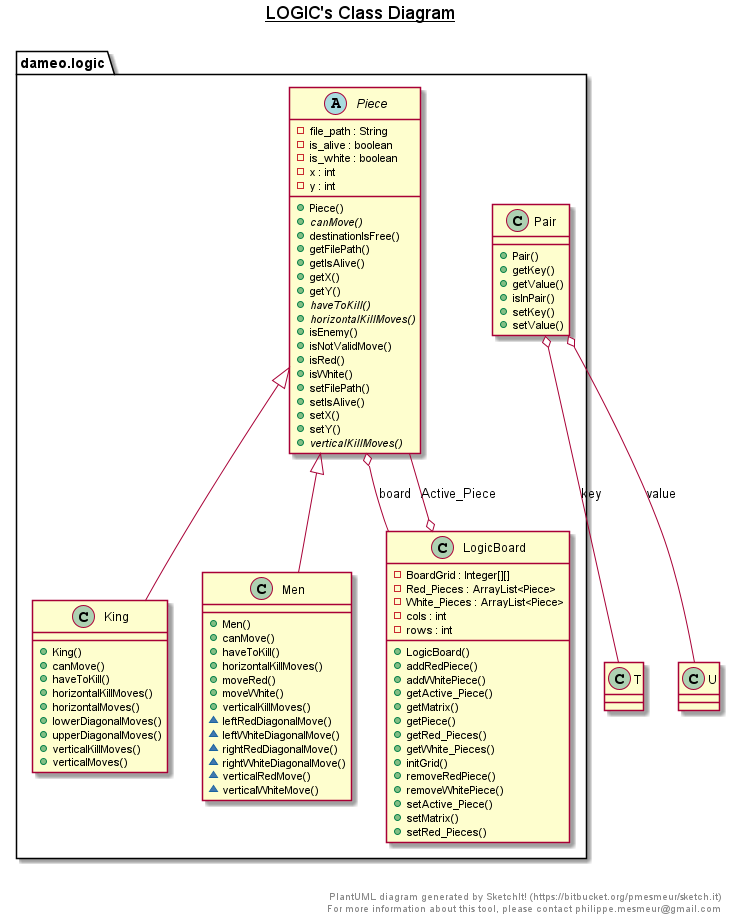 LOGIC's Class Diagram
dameo.logic
A Piece
file_path : String
is_alive : boolean
is_white : boolean
x : int
y : int
Piece()
canMove()
destinationIsFree()
getFilePath()
getIsAlive()
getX()
getY()
haveToKill()
horizontalKillMoves()
isEnemy()
isNotValidMove()
isRed()
isWhite()
setFilePath()
setIsAlive()
setX()
setY()
verticalKillMoves()
C Pair
Pair()
getKey()
getValue()
isInPair()
setKey()
setValue()
board
Active_Piece
key
value
C King
King()
canMove()
haveToKill()
horizontalKillMoves()
horizontalMoves()
lowerDiagonalMoves()
upperDiagonalMoves()
verticalKillMoves()
verticalMoves()
C Men
Men()
canMove()
haveToKill()
horizontalKillMoves()
moveRed()
moveWhite()
verticalKillMoves()
leftRedDiagonalMove()
leftWhiteDiagonalMove()
rightRedDiagonalMove()
rightWhiteDiagonalMove()
verticalRedMove()
verticalWhiteMove()
C LogicBoard
BoardGrid : Integer[][]
Red_Pieces : ArrayList<Piece>
White_Pieces : ArrayList<Piece>
cols : int
rows : int
LogicBoard()
addRedPiece()
addWhitePiece()
getActive_Piece()
getMatrix()
getPiece()
getRed_Pieces()
getWhite_Pieces()
initGrid()
removeRedPiece()
removeWhitePiece()
setActive_Piece()
setMatrix()
setRed_Pieces()
C T
C U
PlantUML diagram generated by SketchIt! (https://bitbucket.org/pmesmeur/sketch.it)
For more information about this tool, please contact philippe.mesmeur@gmail.com